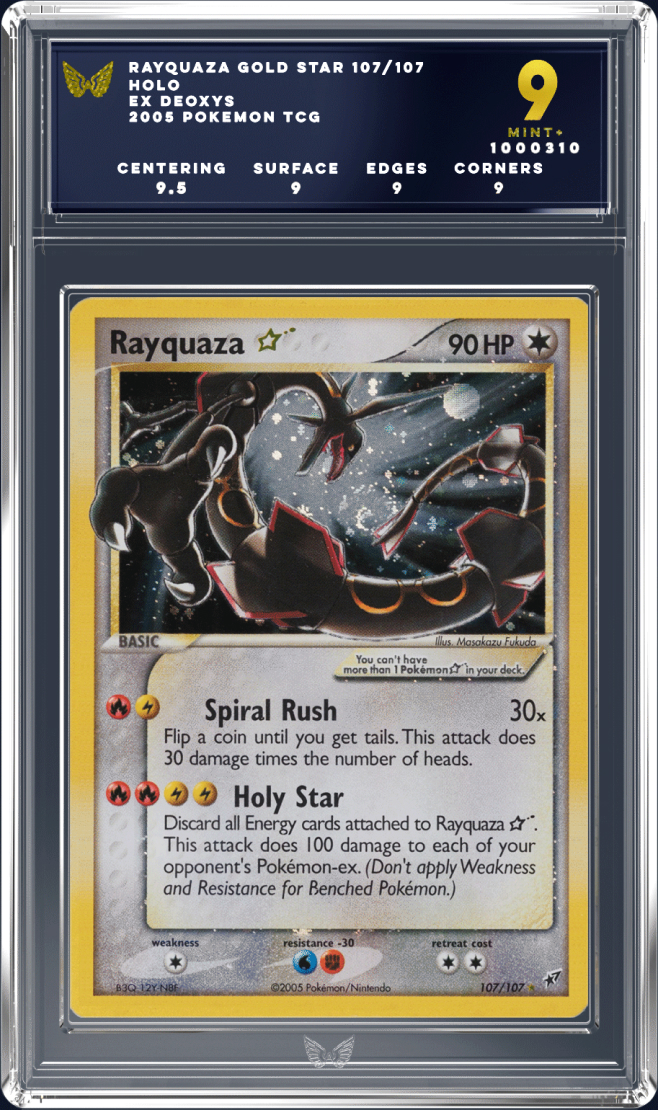 RAYQUAZA GOLD STAR 107/107
HOLO
EX DEOXYS
2005 POKEMON TCG
9
MINT+
1000310
CENTERING SURFACE EDGES CORNERS
9.5 9 9 9
Rayquaza 90 HP
BASIC Illus. Masakazu Fukuda
You can't have
more than 1 Pokémon☆ in your deck.
Spiral Rush 30x
Flip a coin until you get tails. This attack does
30 damage times the number of heads.
Holy Star
Discard all Energy cards attached to Rayquaza ☆.
This attack does 100 damage to each of your
opponent's Pokémon-ex. (Don't apply Weakness
and Resistance for Benched Pokémon.)
weakness resistance -30 retreat cost
©2005 Pokémon/Nintendo 107/107